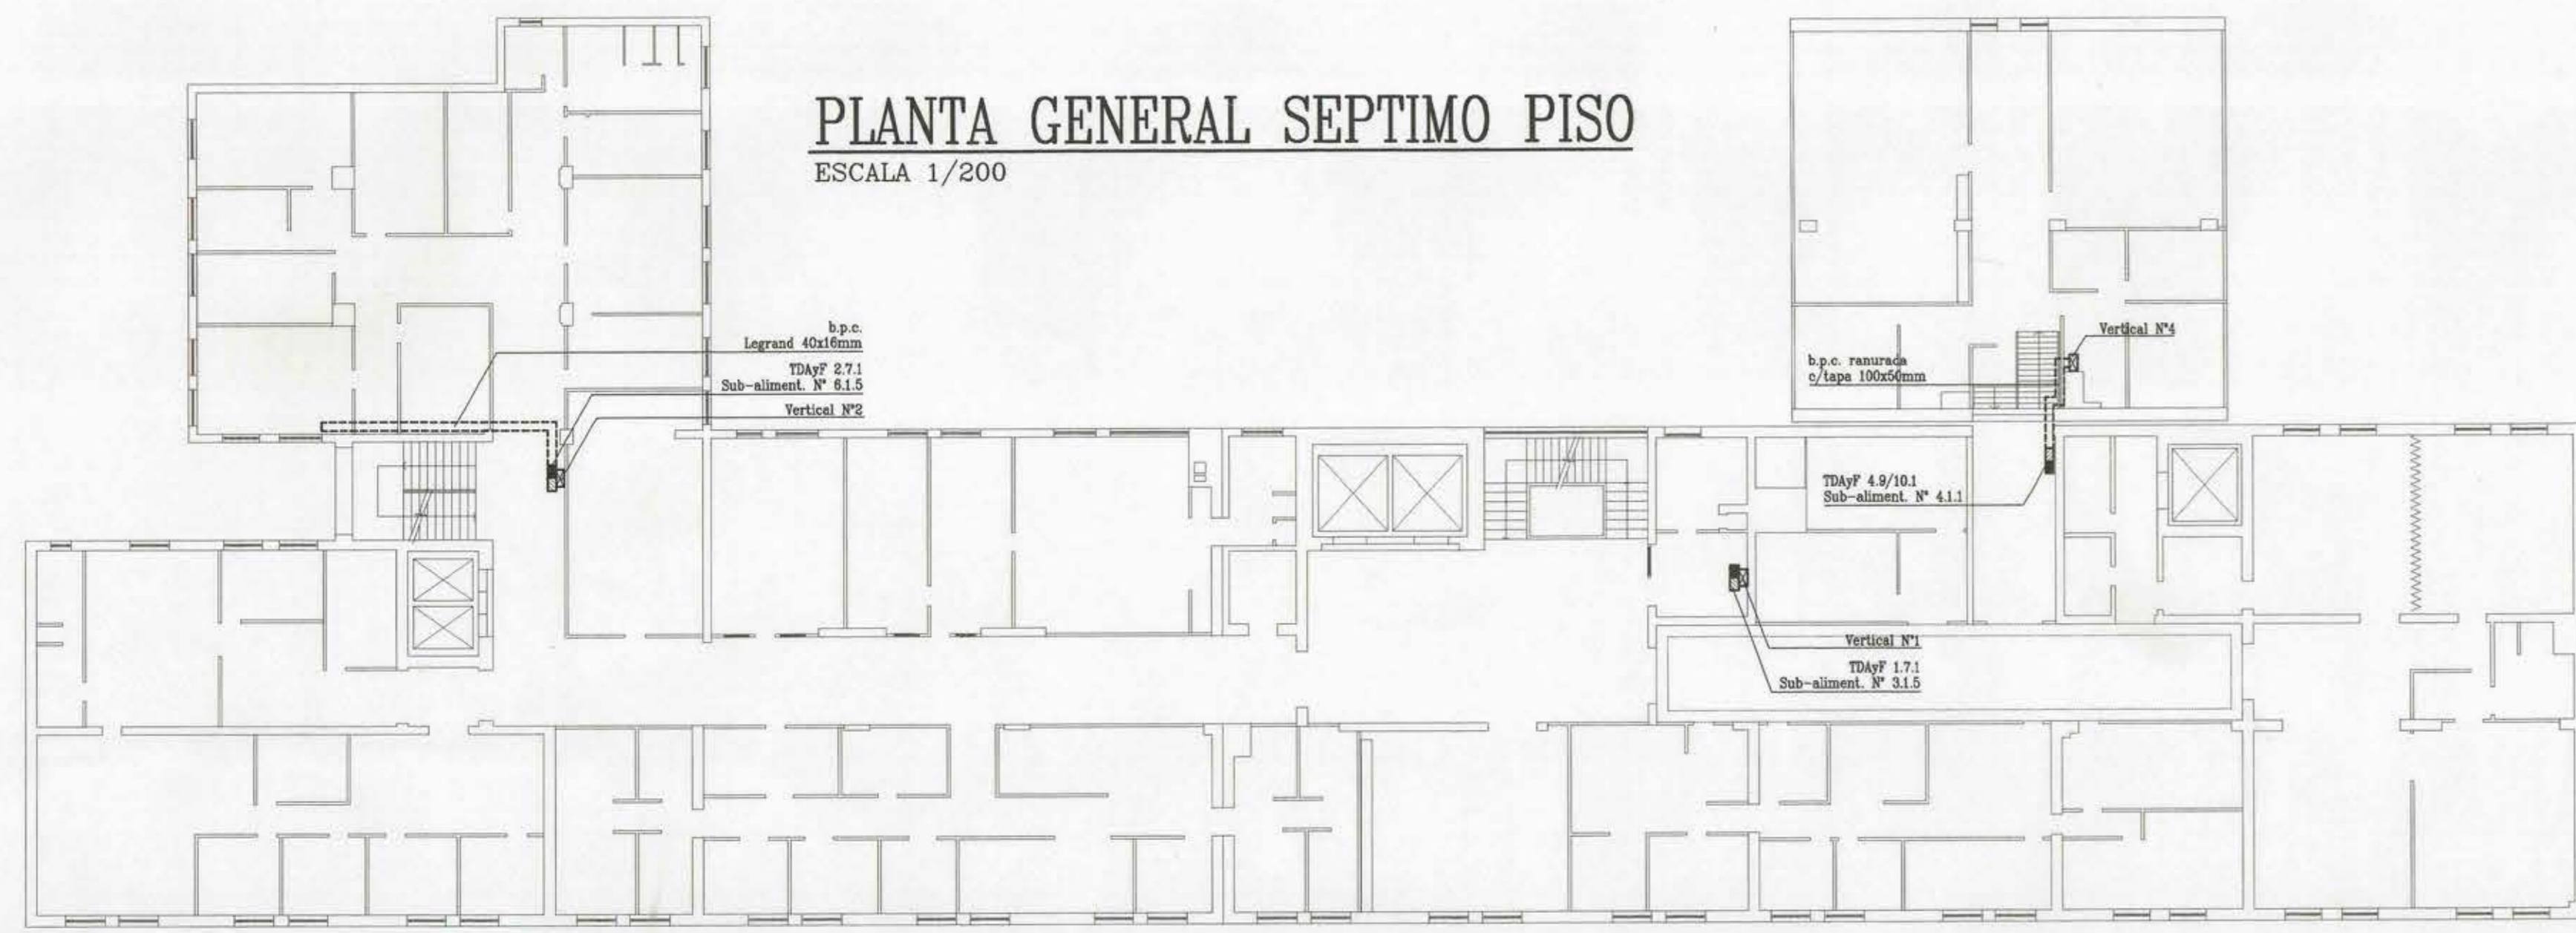 PLANTA GENERAL SEPTIMO PISO
ESCALA 1/200
b.p.c.
Legrand 40x16mm
TDAyF 2.7.1
Sub-aliment. N° 6.1.5
Vertical N°2
Vertical N°4
b.p.c. ranurada
c/tapa 100x50mm
TDAyF 4.9/10.1
Sub-aliment. N° 4.1.1
Vertical N°1
TDAyF 1.7.1
Sub-aliment. N° 3.1.5